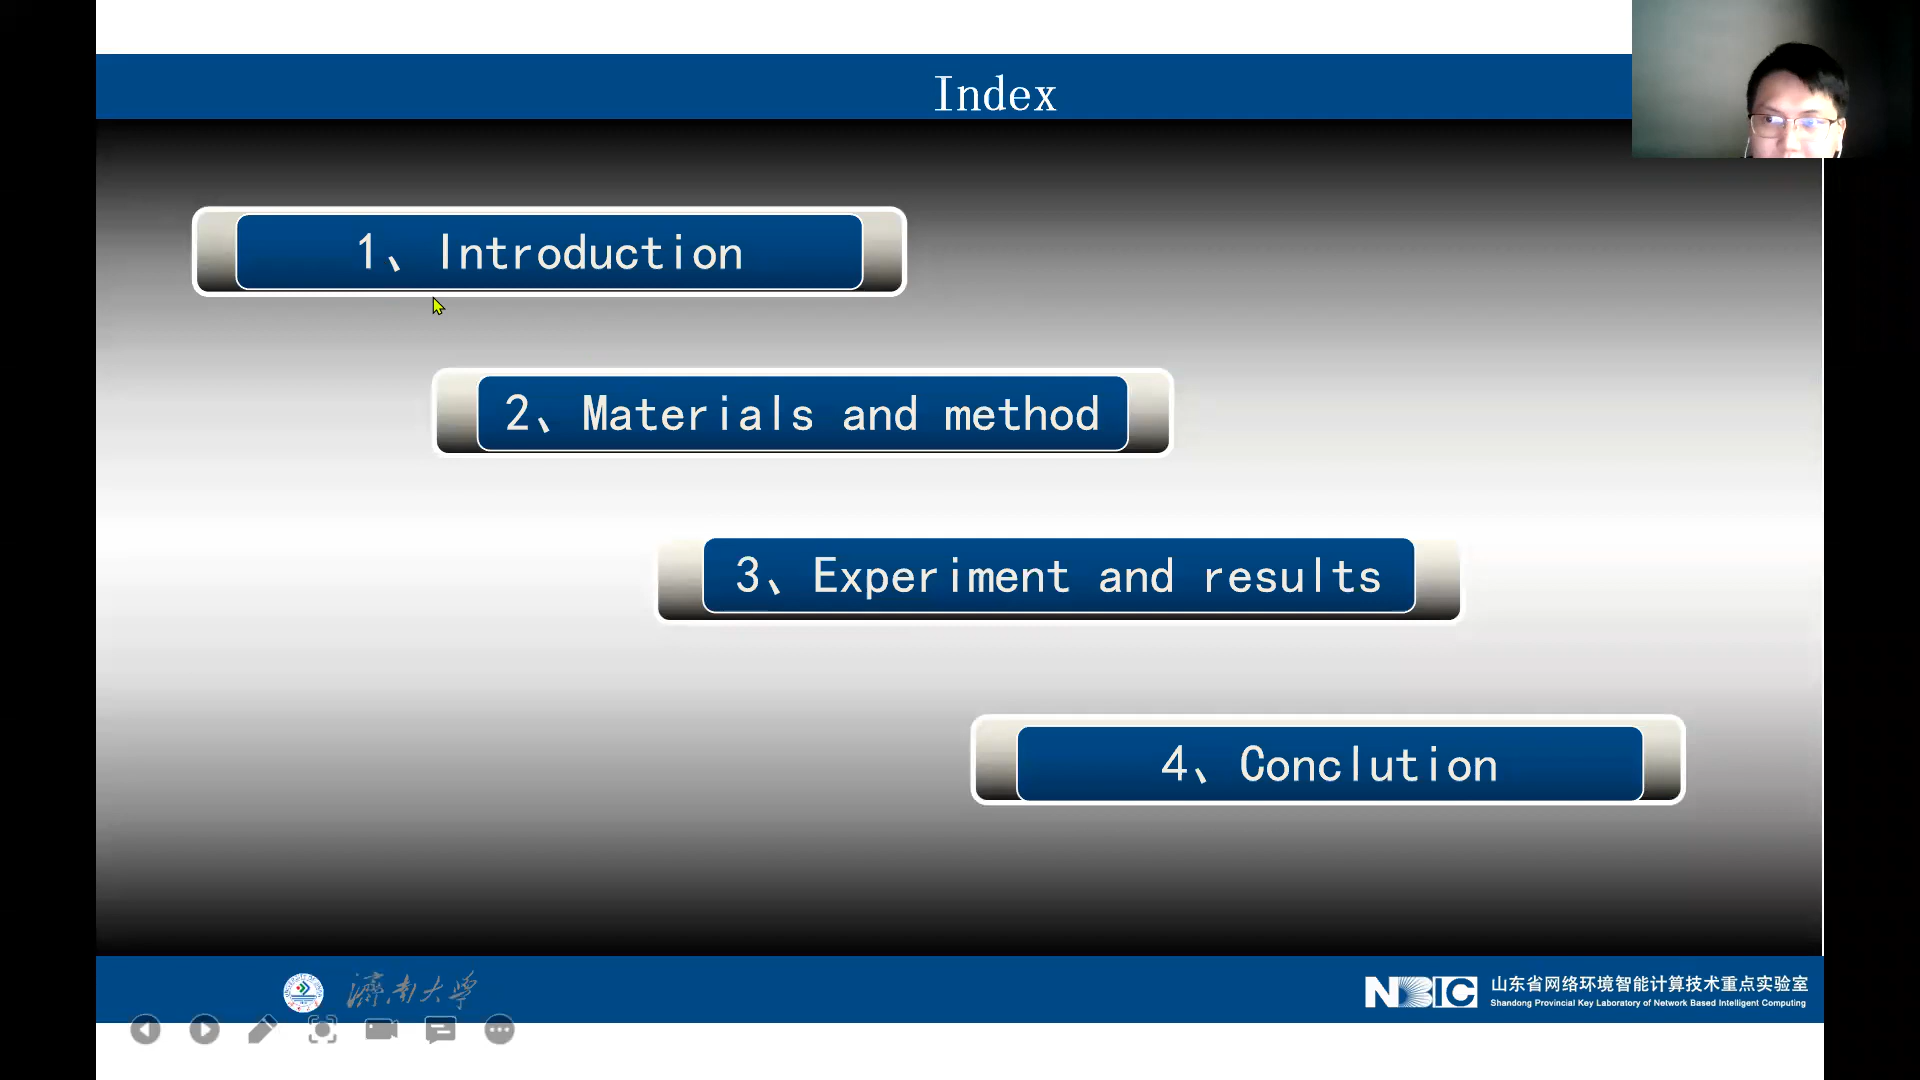 Index
1、Introduction
2、Materials and method
3、Experiment and results
4、Conclution
濟南大学
NBIC
山东省网络环境智能计算技术重点实验室
Shandong Provincial Key Laboratory of Network Based Intelligent Computing